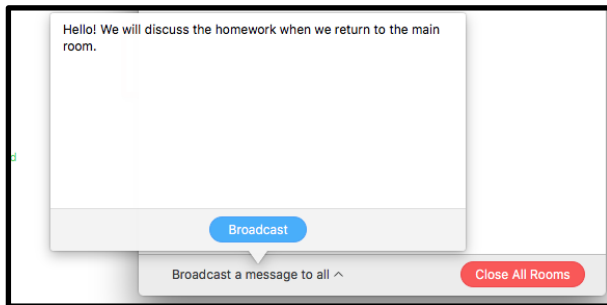 Hello! We will discuss the homework when we return to the main
room.
d
Broadcast
Broadcast a message to all
Close All Rooms